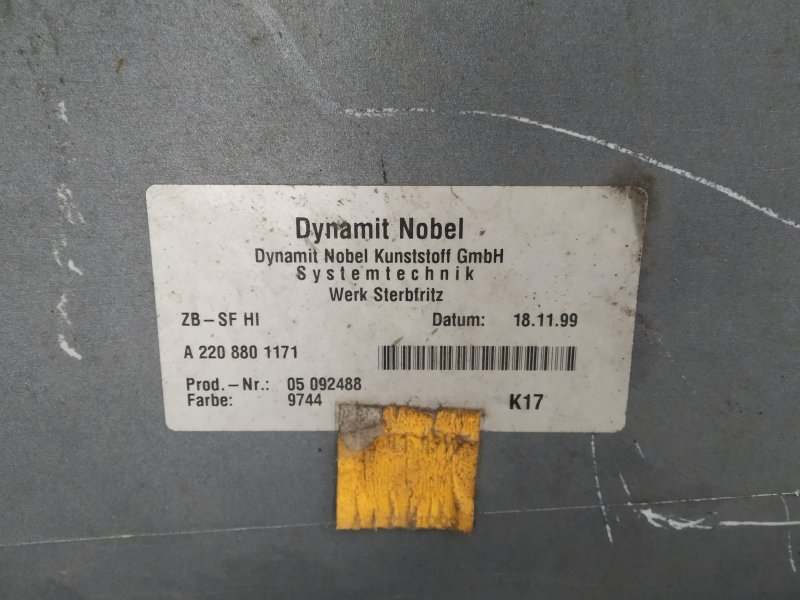 Dynamit Nobel
Dynamit Nobel Kunststoff GmbH
Systemtechnik
Werk Sterbfritz
ZB-SF HI Datum: 18.11.99
A 220 880 1171
Prod.-Nr.: 05 092488
Farbe: 9744 K17